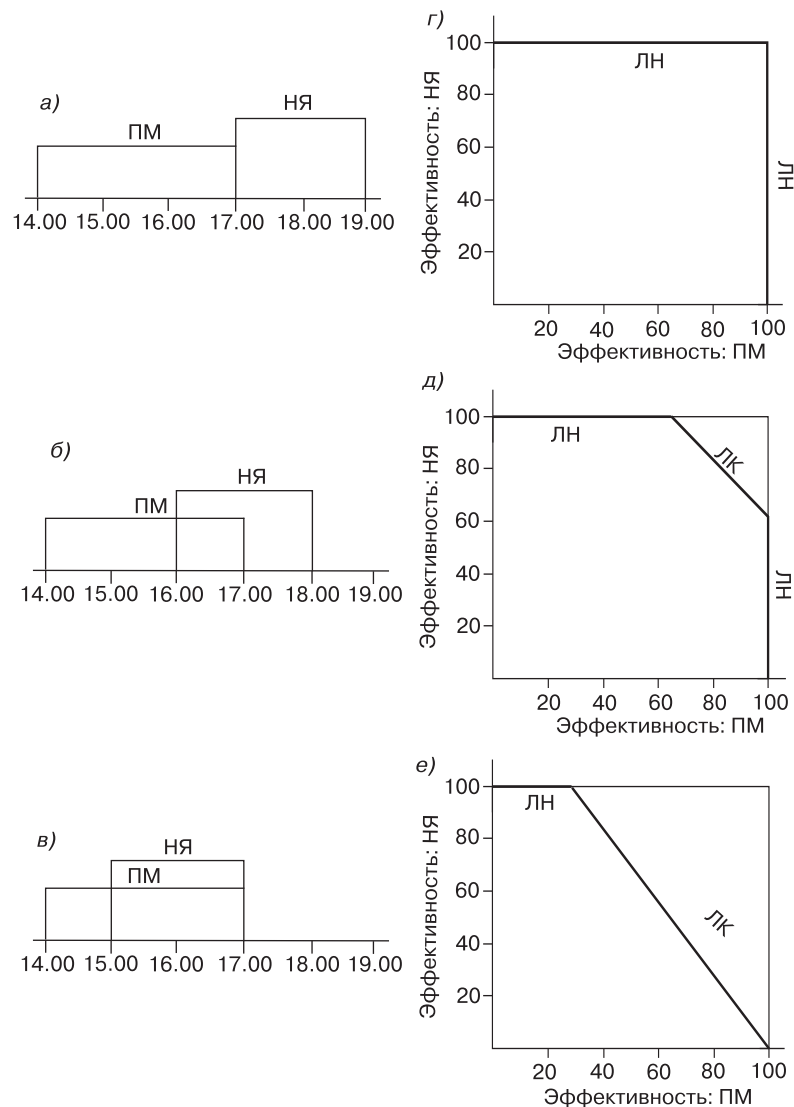 а)
НЯ
ПМ
14.00 15.00 16.00 17.00 18.00 19.00
г)
100
80
60
40
20
ЛН
ЛН
Эффективность: НЯ
20 40 60 80 100
Эффективность: ПМ
б)
НЯ
ПМ
14.00 15.00 16.00 17.00 18.00 19.00
д)
100
80
60
40
20
ЛН
ЛК
ЛН
Эффективность: НЯ
20 40 60 80 100
Эффективность: ПМ
в)
НЯ
ПМ
14.00 15.00 16.00 17.00 18.00 19.00
е)
100
80
60
40
20
ЛН
ЛК
Эффективность: НЯ
20 40 60 80 100
Эффективность: ПМ